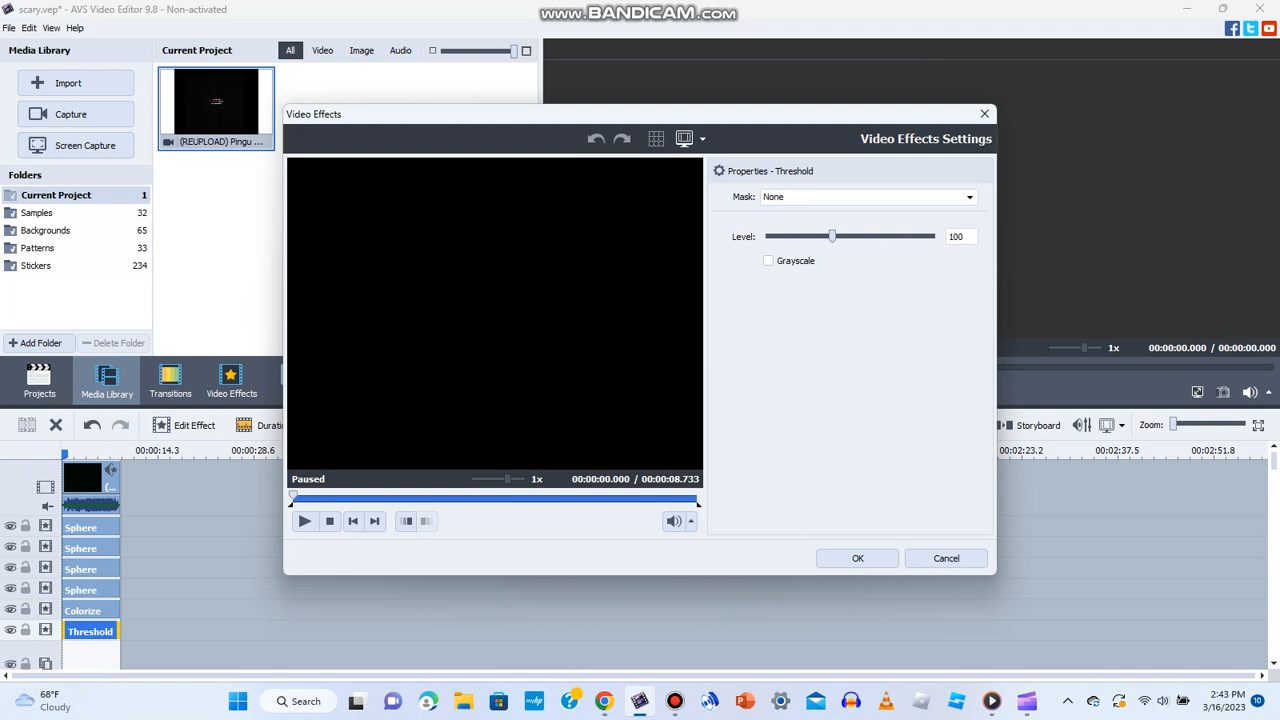 scary.vep* - AVS Video Editor 9.8 - Non-activated
www.BANDICAM.com
File Edit View Help
Media Library
Import
Capture
Screen Capture
Folders
Current Project 1
Samples 32
Backgrounds 65
Patterns 33
Stickers 234
Add Folder
Delete Folder
Current Project All Video Image Audio
(REUPLOAD) Pingu ...
Video Effects
Video Effects Settings
Properties - Threshold
Mask: None
Level: 100
Grayscale
Paused 1x 00:00:00.000 / 00:00:08.733
OK Cancel
1x 00:00:00.000 / 00:00:00.000
Projects Media Library Transitions Video Effects
Edit Effect Storyboard Zoom:
00:00:14.3 00:00:28.6 00:02:23.2 00:02:37.5 00:02:51.8
(...
Sphere
Sphere
Sphere
Sphere
Colorize
Threshold
68°F
Cloudy
Search
2:43 PM
3/16/2023
10